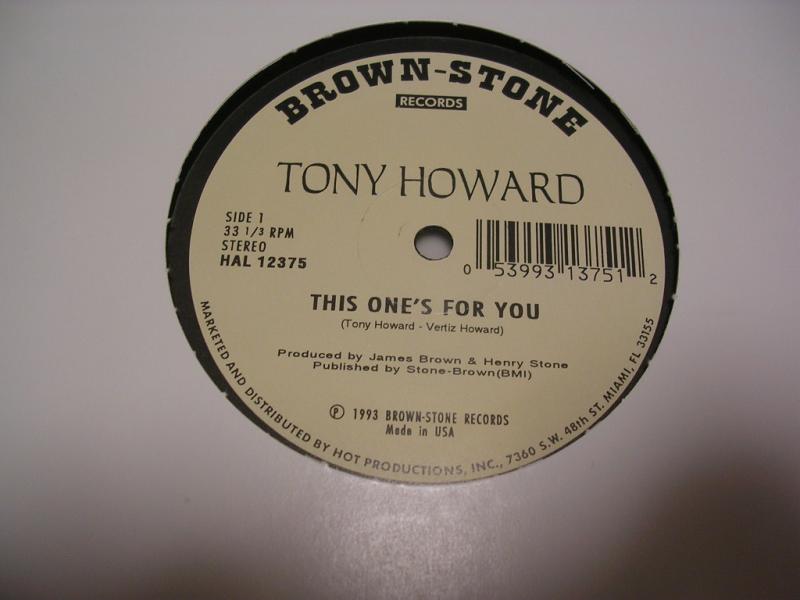 BROWN-STONE
RECORDS
TONY HOWARD
SIDE 1
33 1/3 RPM
STEREO
HAL 12375
0 53993 13751 2
THIS ONE'S FOR YOU
(Tony Howard - Vertiz Howard)
Produced by James Brown & Henry Stone
Published by Stone-Brown(BMI)
℗ 1993 BROWN-STONE RECORDS
Made in USA
MARKETED AND DISTRIBUTED BY HOT PRODUCTIONS, INC., 7360 S.W. 48th ST. MIAMI, FL 33155